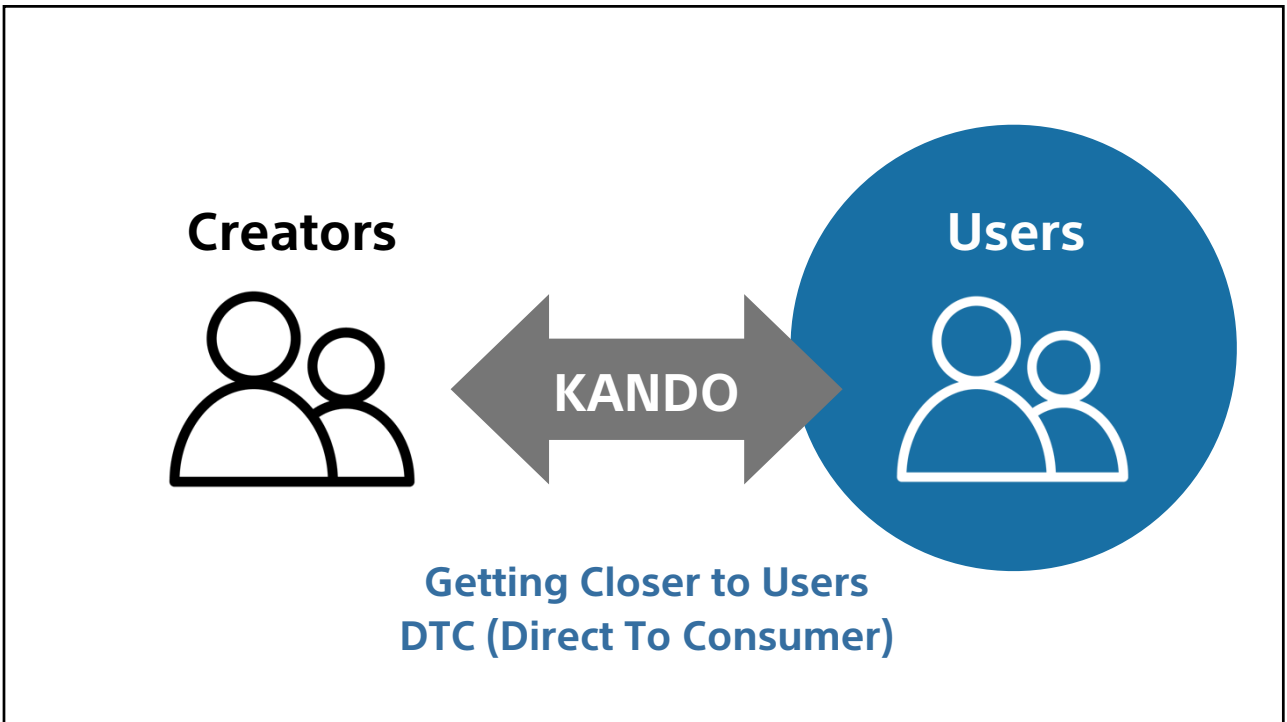 Creators
Users
KANDO
Getting Closer to Users
DTC (Direct To Consumer)